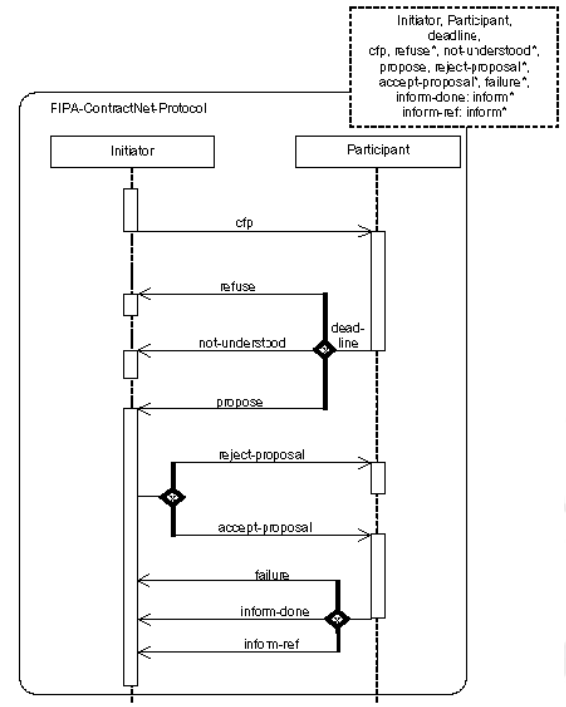 Initiator, Participant,
deadline,
cfp, refuse*, not-understood*,
propose, reject-proposal*,
accept-proposal*, failure*,
inform-done: inform*
inform-ref: inform*
FIPA-ContractNet-Protocol
Initiator
Participant
cfp
refuse
dead-
line
not-understood
propose
reject-proposal
accept-proposal
failure
inform-done
inform-ref